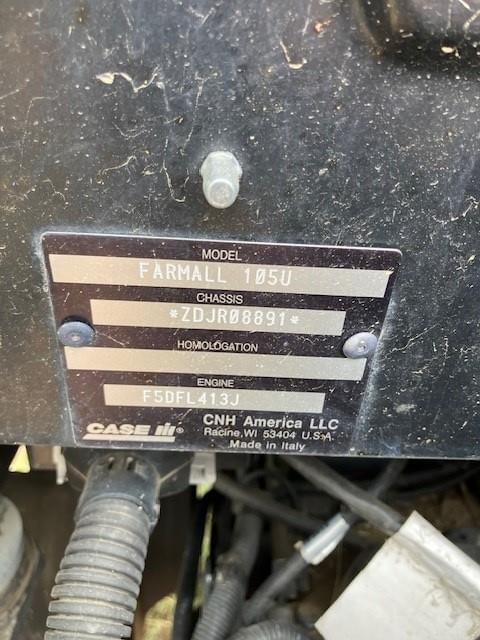 MODEL
FARMALL 105U
CHASSIS
*ZDJR08891*
HOMOLOGATION
ENGINE
F5DFL413J
CASE IH®
CNH America LLC
Racine, WI 53404 U.S.A.
Made in Italy